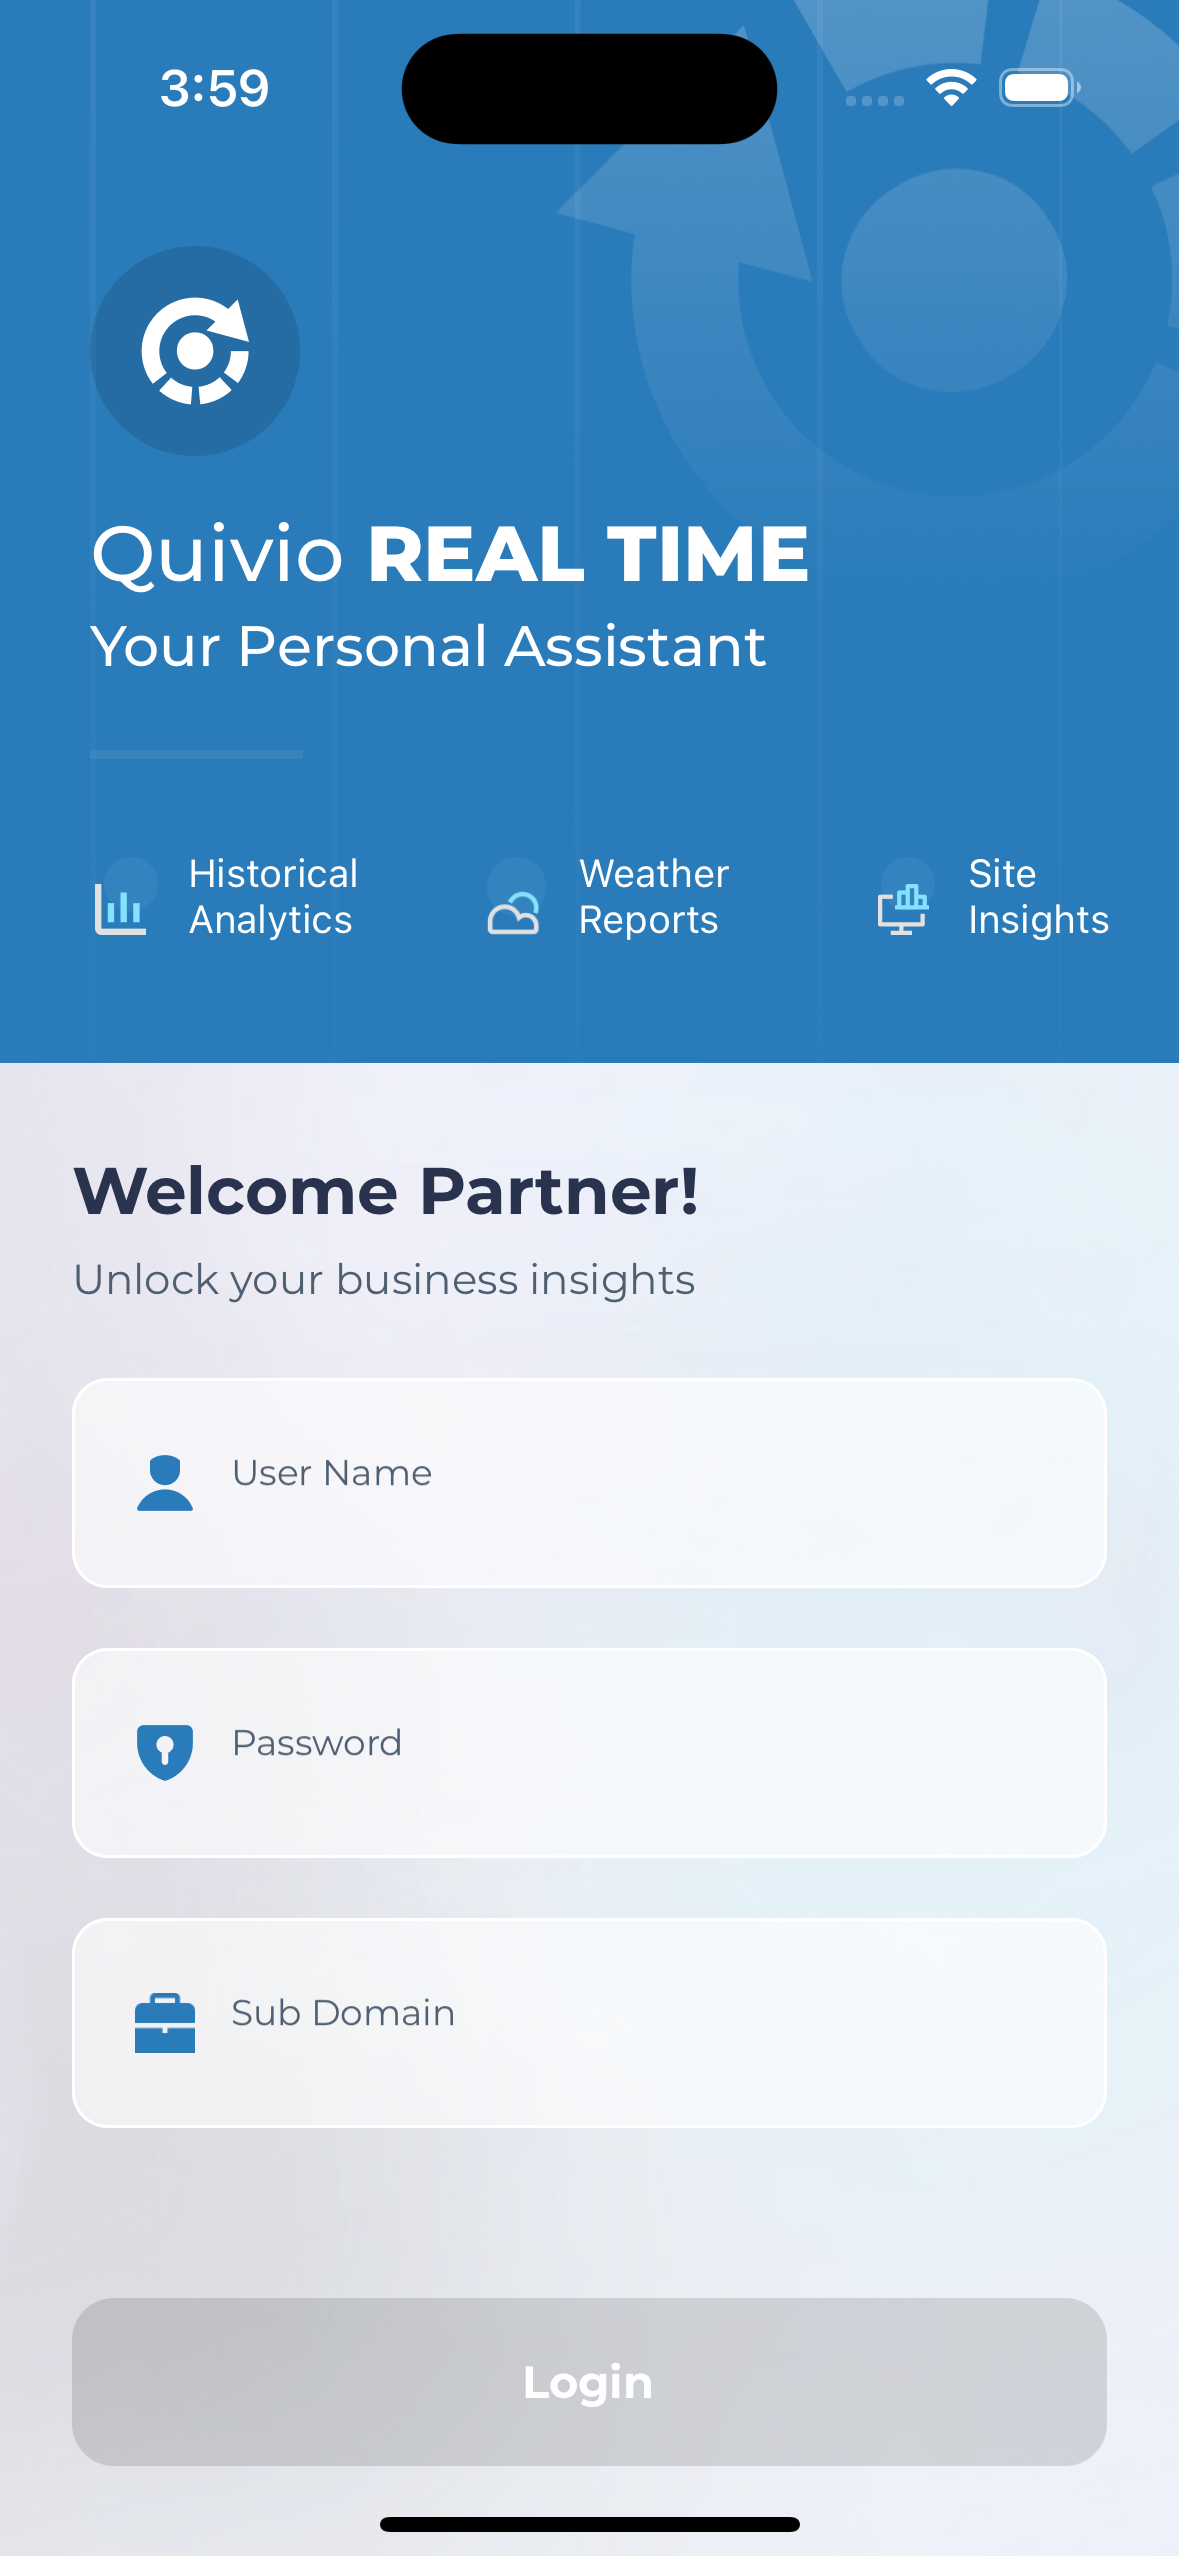 3:59
Quivio REAL TIME
Your Personal Assistant
Historical
Analytics
Weather
Reports
Site
Insights
Welcome Partner!
Unlock your business insights
User Name
Password
Sub Domain
Login